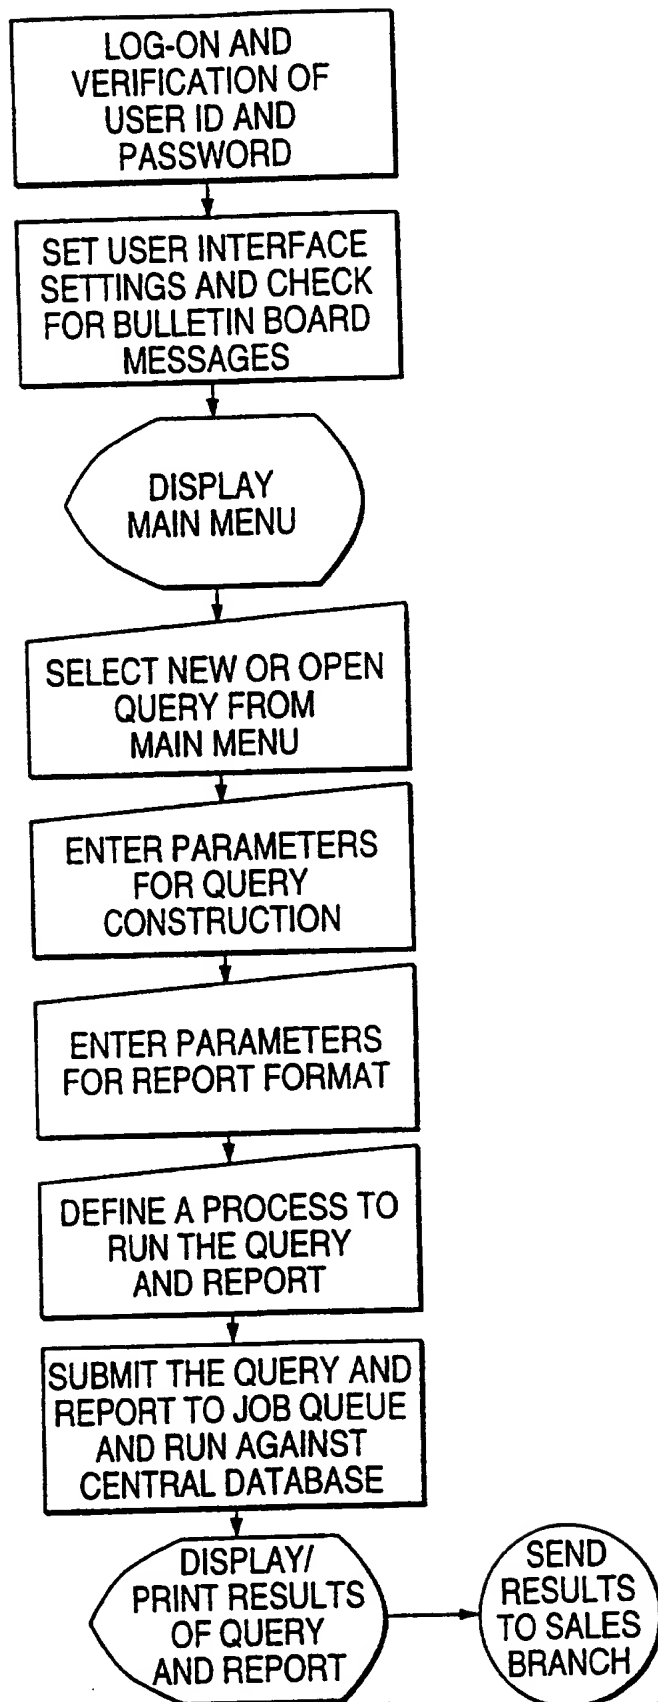 LOG-ON AND
VERIFICATION OF
USER ID AND
PASSWORD
SET USER INTERFACE
SETTINGS AND CHECK
FOR BULLETIN BOARD
MESSAGES
DISPLAY
MAIN MENU
SELECT NEW OR OPEN
QUERY FROM
MAIN MENU
ENTER PARAMETERS
FOR QUERY
CONSTRUCTION
ENTER PARAMETERS
FOR REPORT FORMAT
DEFINE A PROCESS TO
RUN THE QUERY
AND REPORT
SUBMIT THE QUERY AND
REPORT TO JOB QUEUE
AND RUN AGAINST
CENTRAL DATABASE
DISPLAY/
PRINT RESULTS
OF QUERY
AND REPORT
SEND
RESULTS
TO SALES
BRANCH